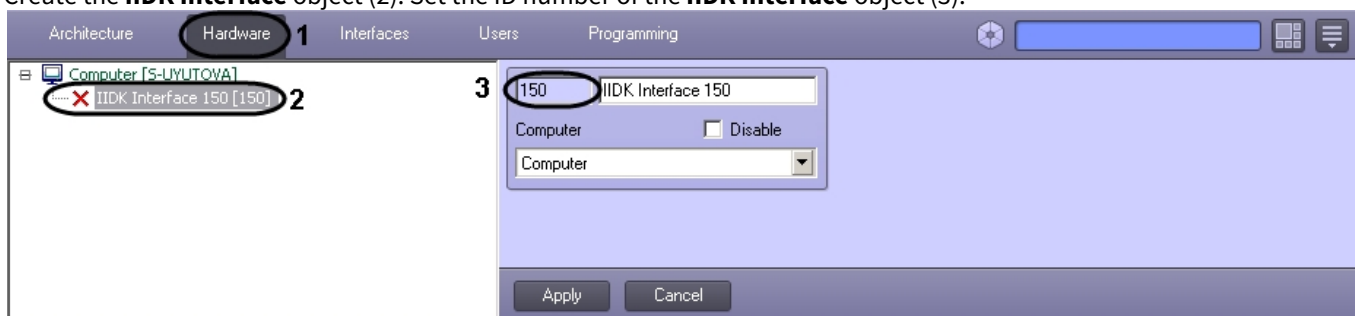 Create the IIDK Interface object (2). Set the ID number of the IIDK Interface object (3).
Architecture Hardware 1 Interfaces Users Programming
Computer [S-UYUTOVA]
IIDK Interface 150 [150] 2
3 150 IIDK Interface 150
Computer Disable
Computer
Apply Cancel